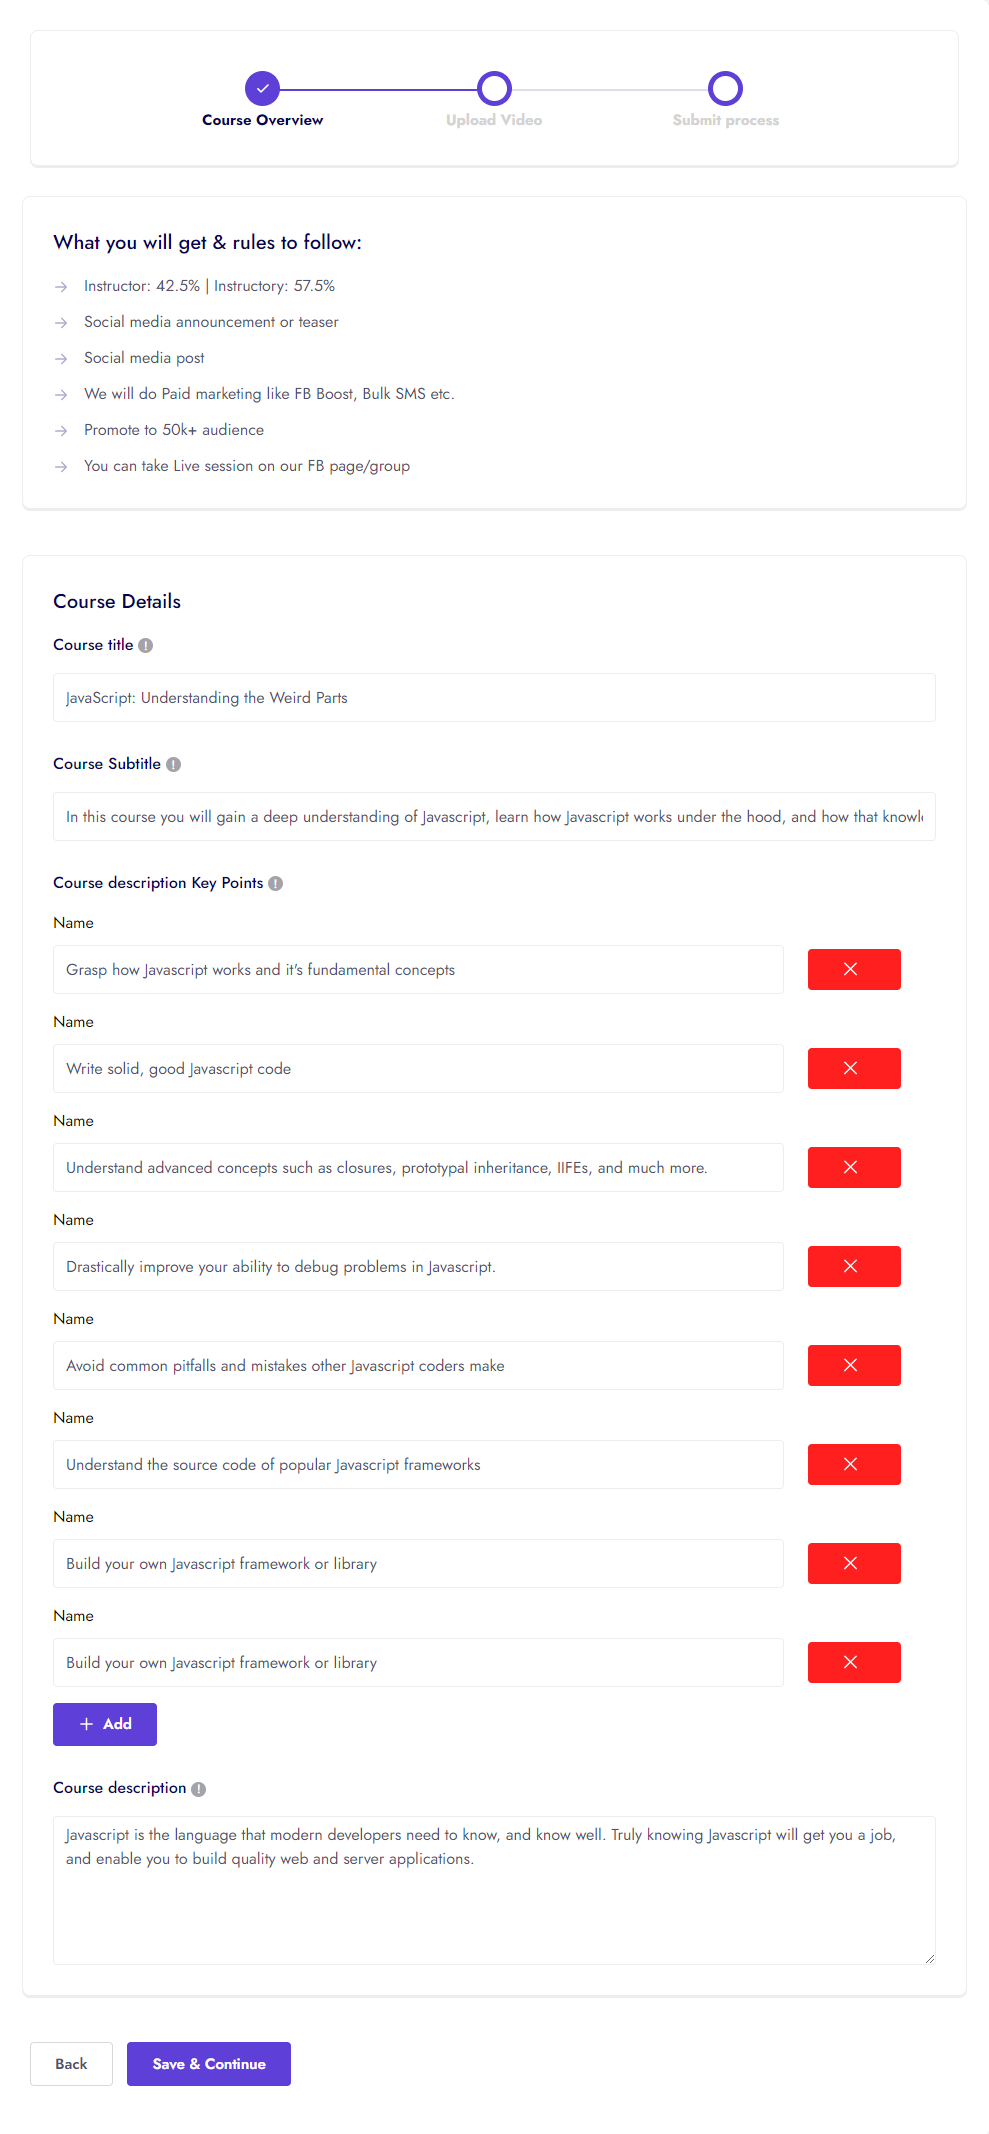 Course Overview
Upload Video
Submit process
What you will get & rules to follow:
Instructor: 42.5% | Instructory: 57.5%
Social media announcement or teaser
Social media post
We will do Paid marketing like FB Boost, Bulk SMS etc.
Promote to 50k+ audience
You can take Live session on our FB page/group
Course Details
Course title
JavaScript: Understanding the Weird Parts
Course Subtitle
In this course you will gain a deep understanding of Javascript, learn how Javascript works under the hood, and how that
Course description Key Points
Name
Grasp how Javascript works and it's fundamental concepts
Name
Write solid, good Javascript code
Name
Understand advanced concepts such as closures, prototypal inheritance, IIFEs, and much more.
Name
Drastically improve your ability to debug problems in Javascript.
Name
Avoid common pitfalls and mistakes other Javascript coders make
Name
Understand the source code of popular Javascript frameworks
Name
Build your own Javascript framework or library
Name
Build your own Javascript framework or library
Add
Course description
Javascript is the language that modern developers need to know, and know well. Truly knowing Javascript will get you a job,
and enable you to build quality web and server applications.
Back
Save & Continue